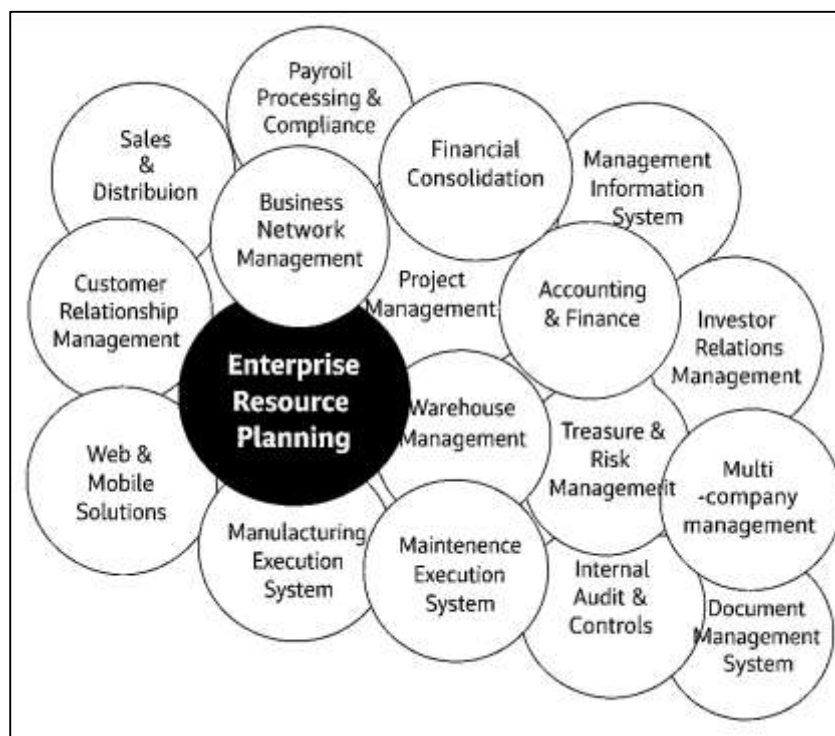 Payroil
Processing &
Compliance
Sales
&
Distribuion
Financial
Consolidation
Management
Information
System
Business
Network
Management
Customer
Relationship
Management
Project
Management
Accounting
& Finance
Investor
Relations
Management
Enterprise
Resource
Planning
Warehouse
Management
Treasure &
Risk
Management
Web &
Mobile
Solutions
Multi
-company
management
Manulacturing
Execution
System
Maintenence
Execution
System
Internal
Audit &
Controls
Document
Management
System